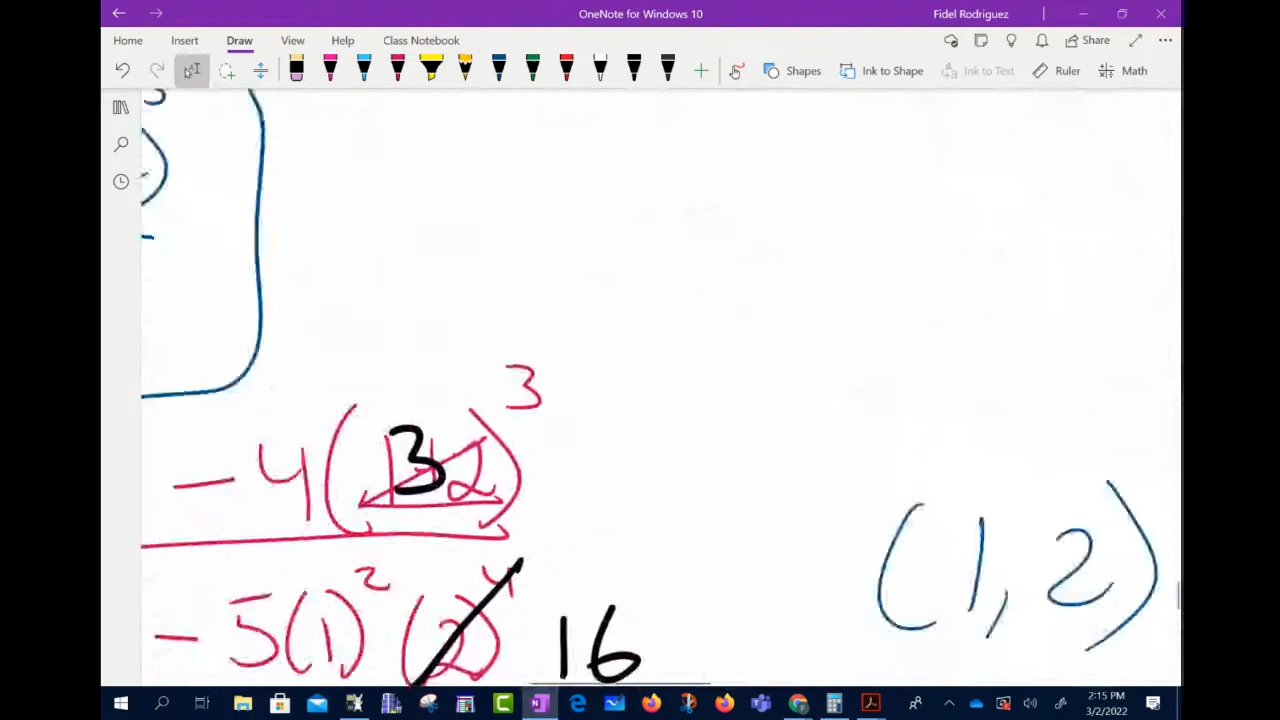 OneNote for Windows 10
Fidel Rodriguez
Home Insert Draw View Help Class Notebook
Share
Shapes Ink to Shape Ink to Text Ruler Math
3
- 4 ( 3 2 )
(1, 2)
- 5(1)² (2)⁴ 16
2:15 PM
3/2/2022